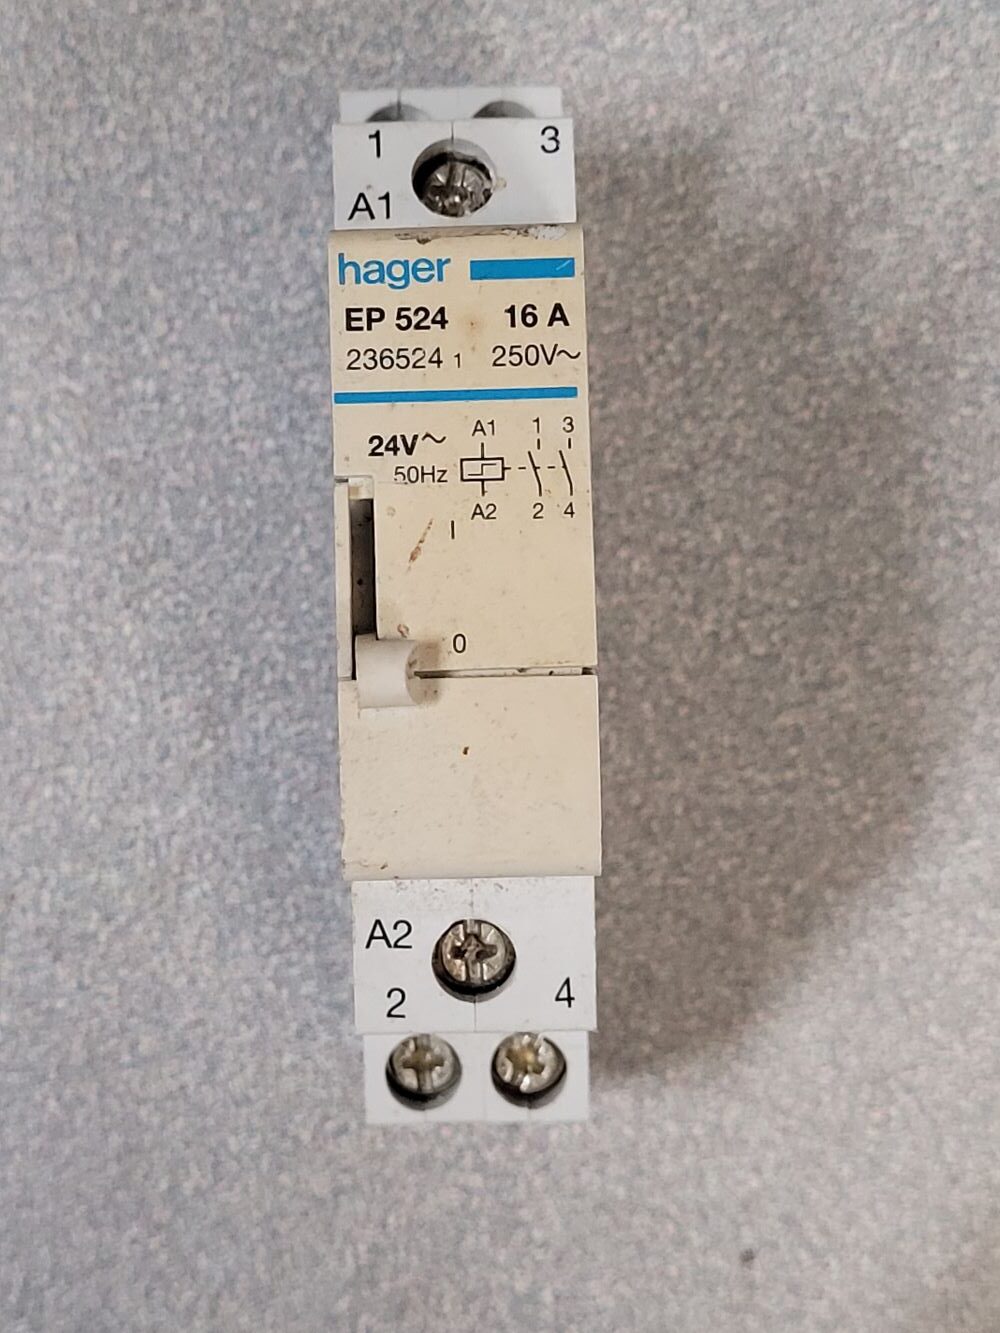 1 3
A1
hager
EP 524 16 A
236524 1 250V~
24V~ A1 1 3
50Hz
A2 2 4
I
0
A2
2 4